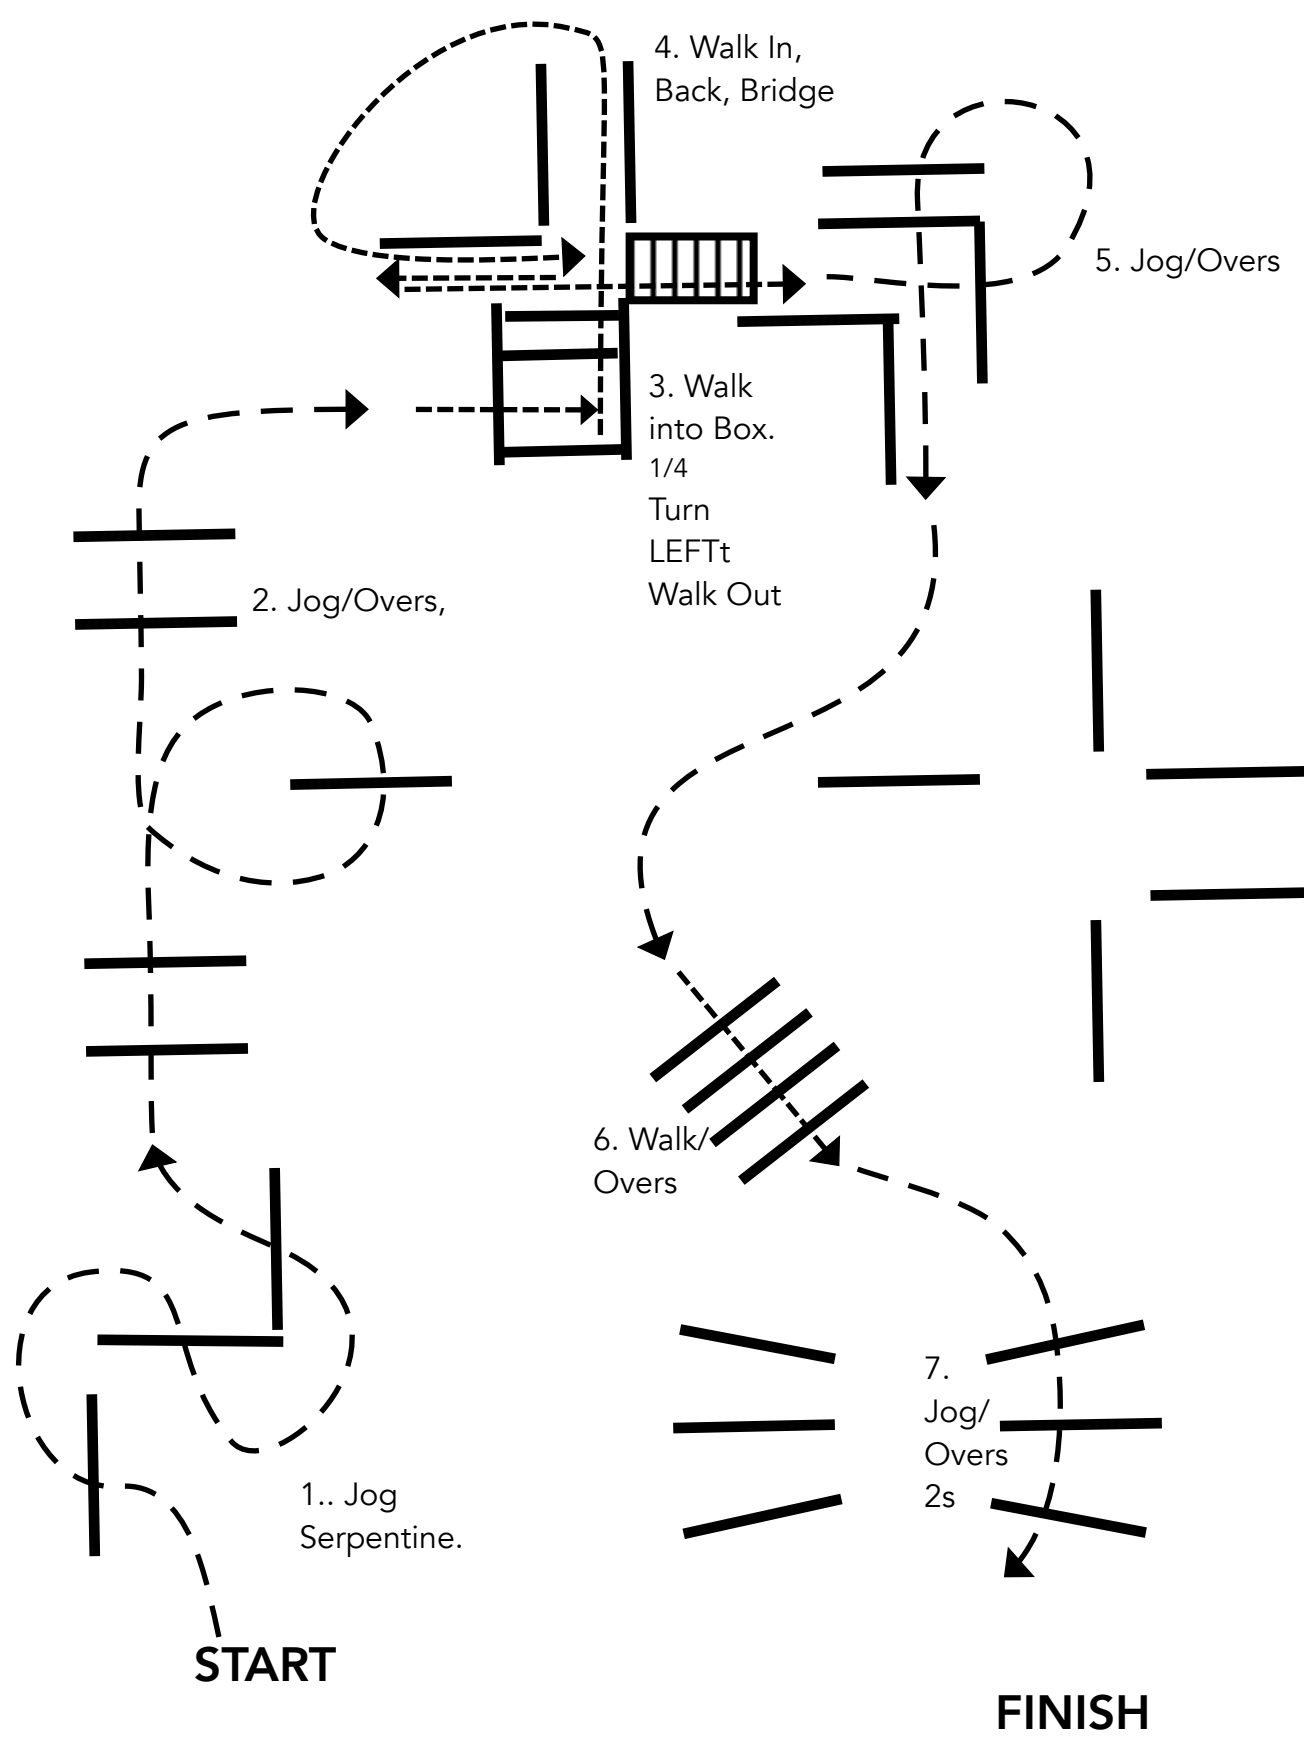 4. Walk In,
Back, Bridge
5. Jog/Overs
3. Walk
into Box.
1/4
Turn
LEFTt
Walk Out
2. Jog/Overs,
6. Walk/
Overs
7.
Jog/
Overs
2s
1.. Jog
Serpentine.
START
FINISH